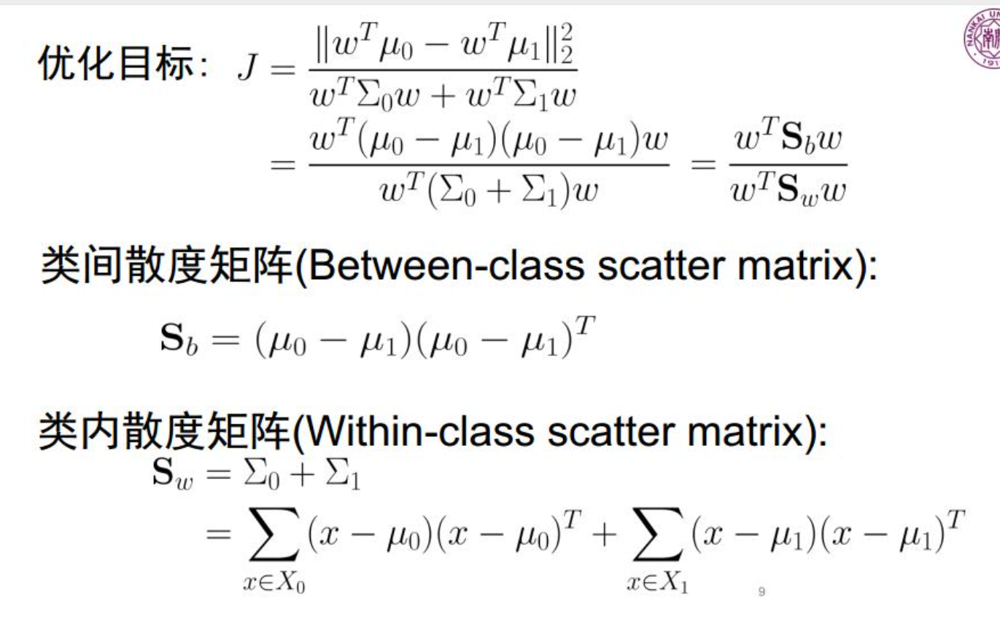 优化目标: J = \frac{\|w^T\mu_0 - w^T\mu_1\|_2^2}{w^T\Sigma_0 w + w^T\Sigma_1 w}
= \frac{w^T(\mu_0 - \mu_1)(\mu_0 - \mu_1)w}{w^T(\Sigma_0 + \Sigma_1)w} = \frac{w^T\mathbf{S}_b w}{w^T\mathbf{S}_w w}
类间散度矩阵(Between-class scatter matrix):
\mathbf{S}_b = (\mu_0 - \mu_1)(\mu_0 - \mu_1)^T
类内散度矩阵(Within-class scatter matrix):
\mathbf{S}_w = \Sigma_0 + \Sigma_1
= \sum_{x \in X_0}(x - \mu_0)(x - \mu_0)^T + \sum_{x \in X_1}(x - \mu_1)(x - \mu_1)^T
9